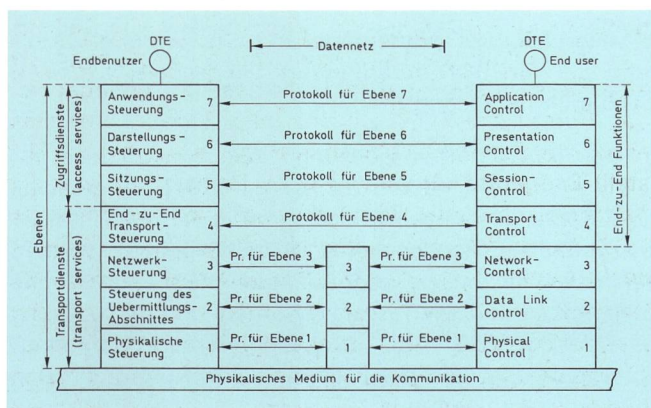 DTE
Endbenutzer
Datennetz
DTE
End user
Ebenen
Zugriffsdienste
(access services)
Transportdienste
(transport services)
Anwendungs-
Steuerung 7
Protokoll für Ebene 7
Application
Control 7
Darstellungs-
Steuerung 6
Protokoll für Ebene 6
Presentation
Control 6
Sitzungs-
Steuerung 5
Protokoll für Ebene 5
Session-
Control 5
End-zu-End
Transport-
Steuerung 4
Protokoll für Ebene 4
Transport
Control 4
Netzwerk-
Steuerung 3
Pr. für Ebene 3
3
Pr. für Ebene 3
Network-
Control 3
Steuerung des
Uebermittlungs-
Abschnittes 2
Pr. für Ebene 2
2
Pr. für Ebene 2
Data Link
Control 2
Physikalische
Steuerung 1
Pr. für Ebene 1
1
Pr. für Ebene 1
Physical
Control 1
End-zu-End Funktionen
Physikalisches Medium für die Kommunikation